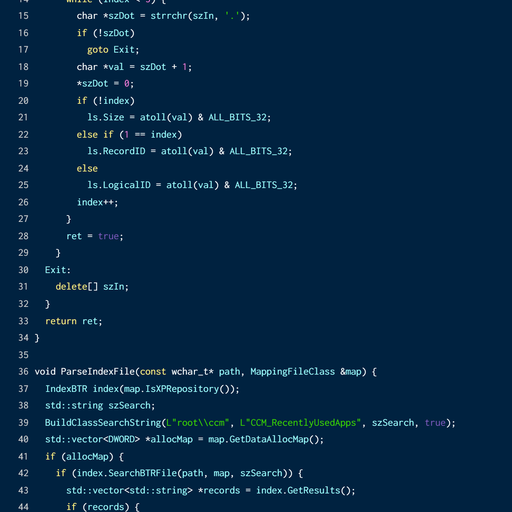 14 while (index < 3) {
15 char *szDot = strrchr(szIn, '.');
16 if (!szDot)
17 goto Exit;
18 char *val = szDot + 1;
19 *szDot = 0;
20 if (!index)
21 ls.Size = atoll(val) & ALL_BITS_32;
22 else if (1 == index)
23 ls.RecordID = atoll(val) & ALL_BITS_32;
24 else
25 ls.LogicalID = atoll(val) & ALL_BITS_32;
26 index++;
27 }
28 ret = true;
29 }
30 Exit:
31 delete[] szIn;
32 }
33 return ret;
34 }
35
36 void ParseIndexFile(const wchar_t* path, MappingFileClass &map) {
37 IndexBTR index(map.IsXPRepository());
38 std::string szSearch;
39 BuildClassSearchString(L"root\\ccm", L"CCM_RecentlyUsedApps", szSearch, true);
40 std::vector<DWORD> *allocMap = map.GetDataAllocMap();
41 if (allocMap) {
42 if (index.SearchBTRFile(path, map, szSearch)) {
43 std::vector<std::string> *records = index.GetResults();
44 if (records) {